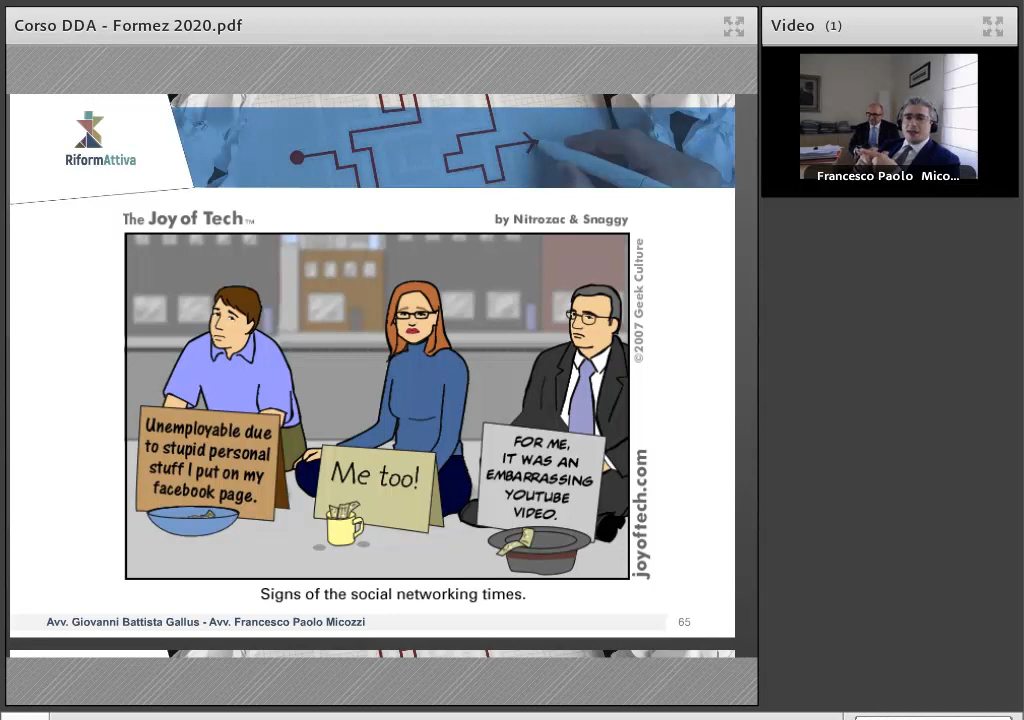 Corso DDA - Formez 2020.pdf
Video (1)
Francesco Paolo Mico...
RiformAttiva
The Joy of Tech™
by Nitrozac & Snaggy
©2007 Geek Culture
joyoftech.com
Unemployable due
to stupid personal
stuff I put on my
facebook page.
Me too!
FOR ME,
IT WAS AN
EMBARRASSING
YOUTUBE
VIDEO.
Signs of the social networking times.
Avv. Giovanni Battista Gallus - Avv. Francesco Paolo Micozzi
65